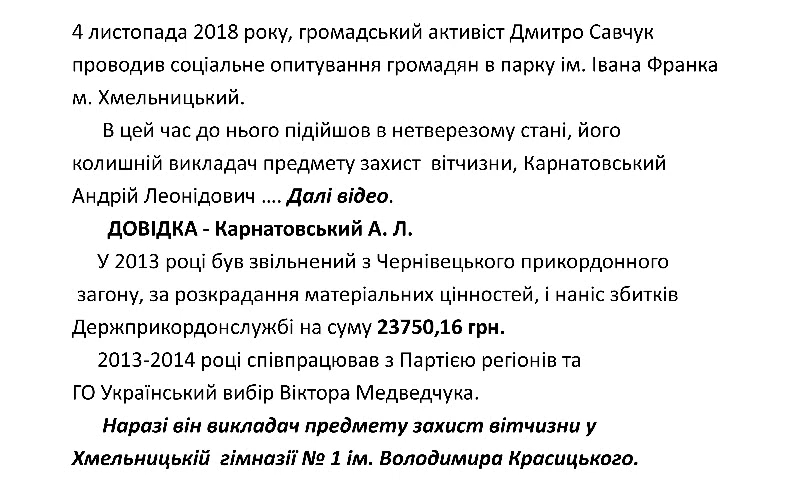 4 листопада 2018 року, громадський активіст Дмитро Савчук
проводив соціальне опитування громадян в парку ім. Івана Франка
м. Хмельницький.
В цей час до нього підійшов в нетверезому стані, його
колишній викладач предмету захист вітчизни, Карнатовський
Андрій Леонідович .... Далі відео.
ДОВІДКА - Карнатовський А. Л.
У 2013 році був звільнений з Чернівецького прикордонного
загону, за розкрадання матеріальних цінностей, і наніс збитків
Держприкордонслужбі на суму 23750,16 грн.
2013-2014 році співпрацював з Партією регіонів та
ГО Український вибір Віктора Медведчука.
Наразі він викладач предмету захист вітчизни у
Хмельницькій гімназії № 1 ім. Володимира Красицького.